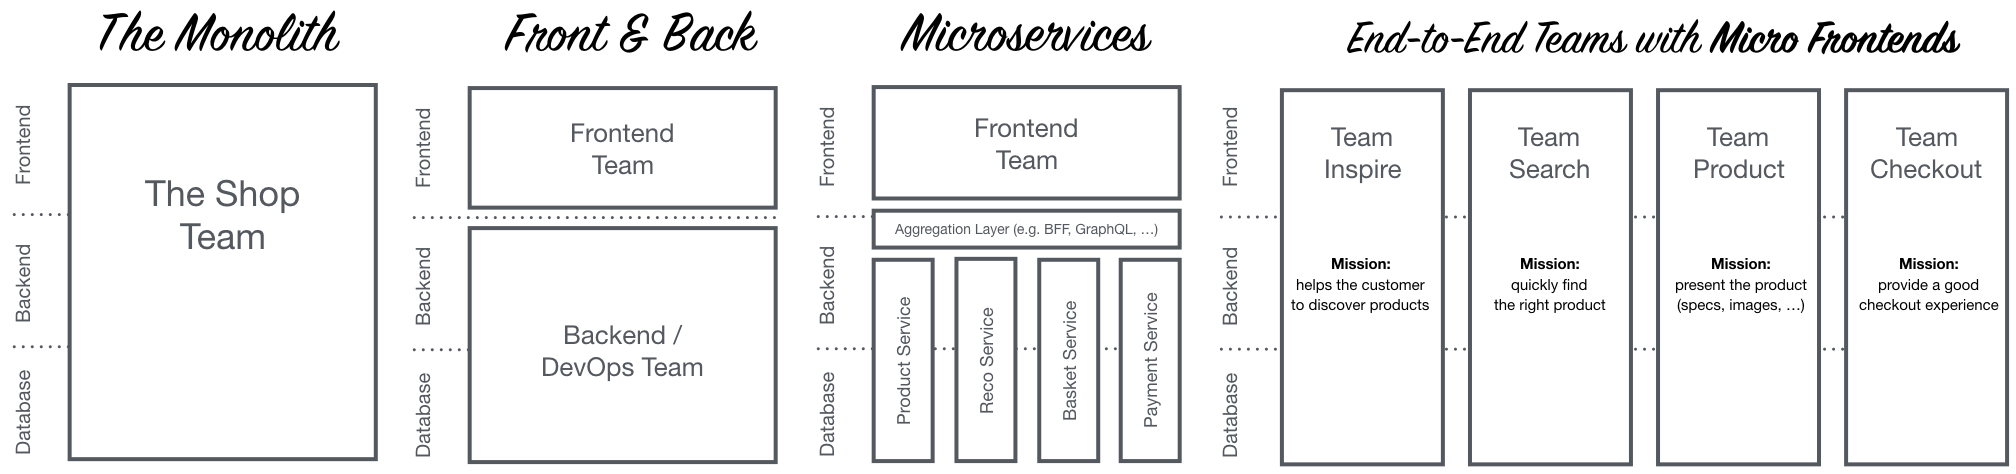 The Monolith
Frontend
Backend
Database
The Shop
Team
Front & Back
Frontend
Backend
Database
Frontend
Team
Backend /
DevOps Team
Microservices
Frontend
Backend
Database
Frontend
Team
Aggregation Layer (e.g. BFF, GraphQL, …)
Product Service
Reco Service
Basket Service
Payment Service
End-to-End Teams with Micro Frontends
Frontend
Backend
Database
Team
Inspire
Mission:
helps the customer
to discover products
Team
Search
Mission:
quickly find
the right product
Team
Product
Mission:
present the product
(specs, images, …)
Team
Checkout
Mission:
provide a good
checkout experience